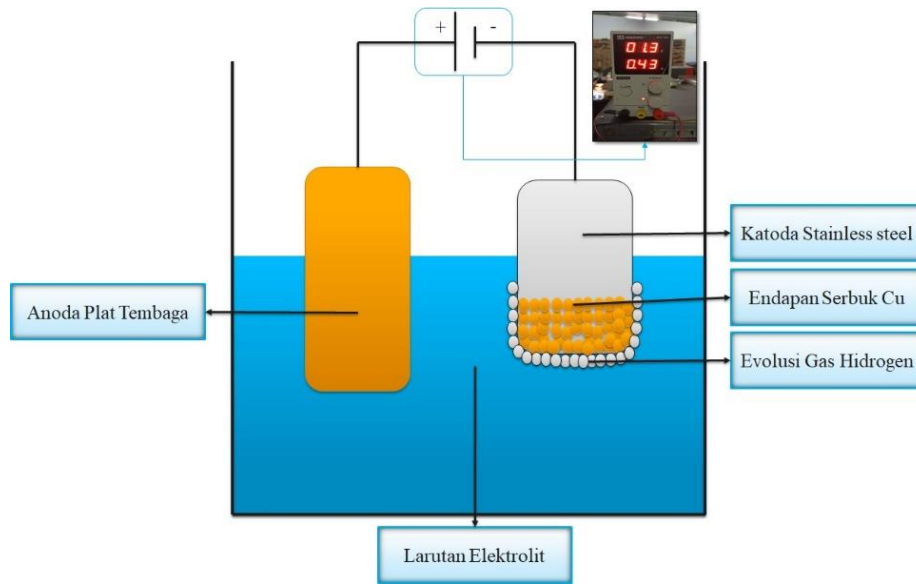 + -
01.3
0.43
Katoda Stainless steel
Endapan Serbuk Cu
Anoda Plat Tembaga
Evolusi Gas Hidrogen
Larutan Elektrolit